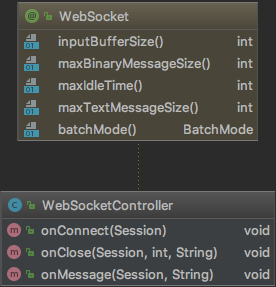 WebSocket
inputBufferSize() int
maxBinaryMessageSize() int
maxIdleTime() int
maxTextMessageSize() int
batchMode() BatchMode
WebSocketController
onConnect(Session) void
onClose(Session, int, String) void
onMessage(Session, String) void